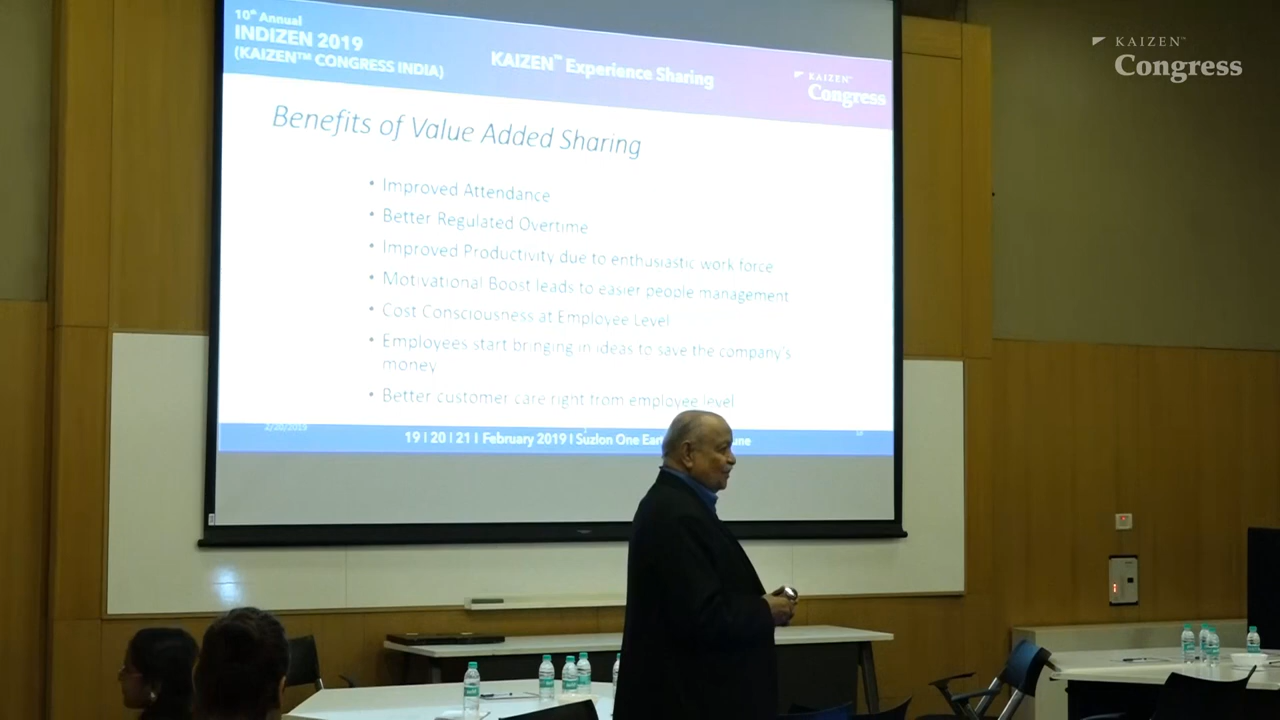 10th Annual
INDIZEN 2019
(KAIZEN™ CONGRESS INDIA)
KAIZEN™ Experience Sharing
KAIZEN™
Congress
KAIZEN™
Congress
Benefits of Value Added Sharing
• Improved Attendance
• Better Regulated Overtime
• Improved Productivity due to enthusiastic work force
• Motivational Boost leads to easier people management
• Cost Consciousness at Employee Level
• Employees start bringing in ideas to save the company's
money
• Better customer care right from employee level
2/20/2019
19 | 20 | 21 | February 2019 | Suzlon One